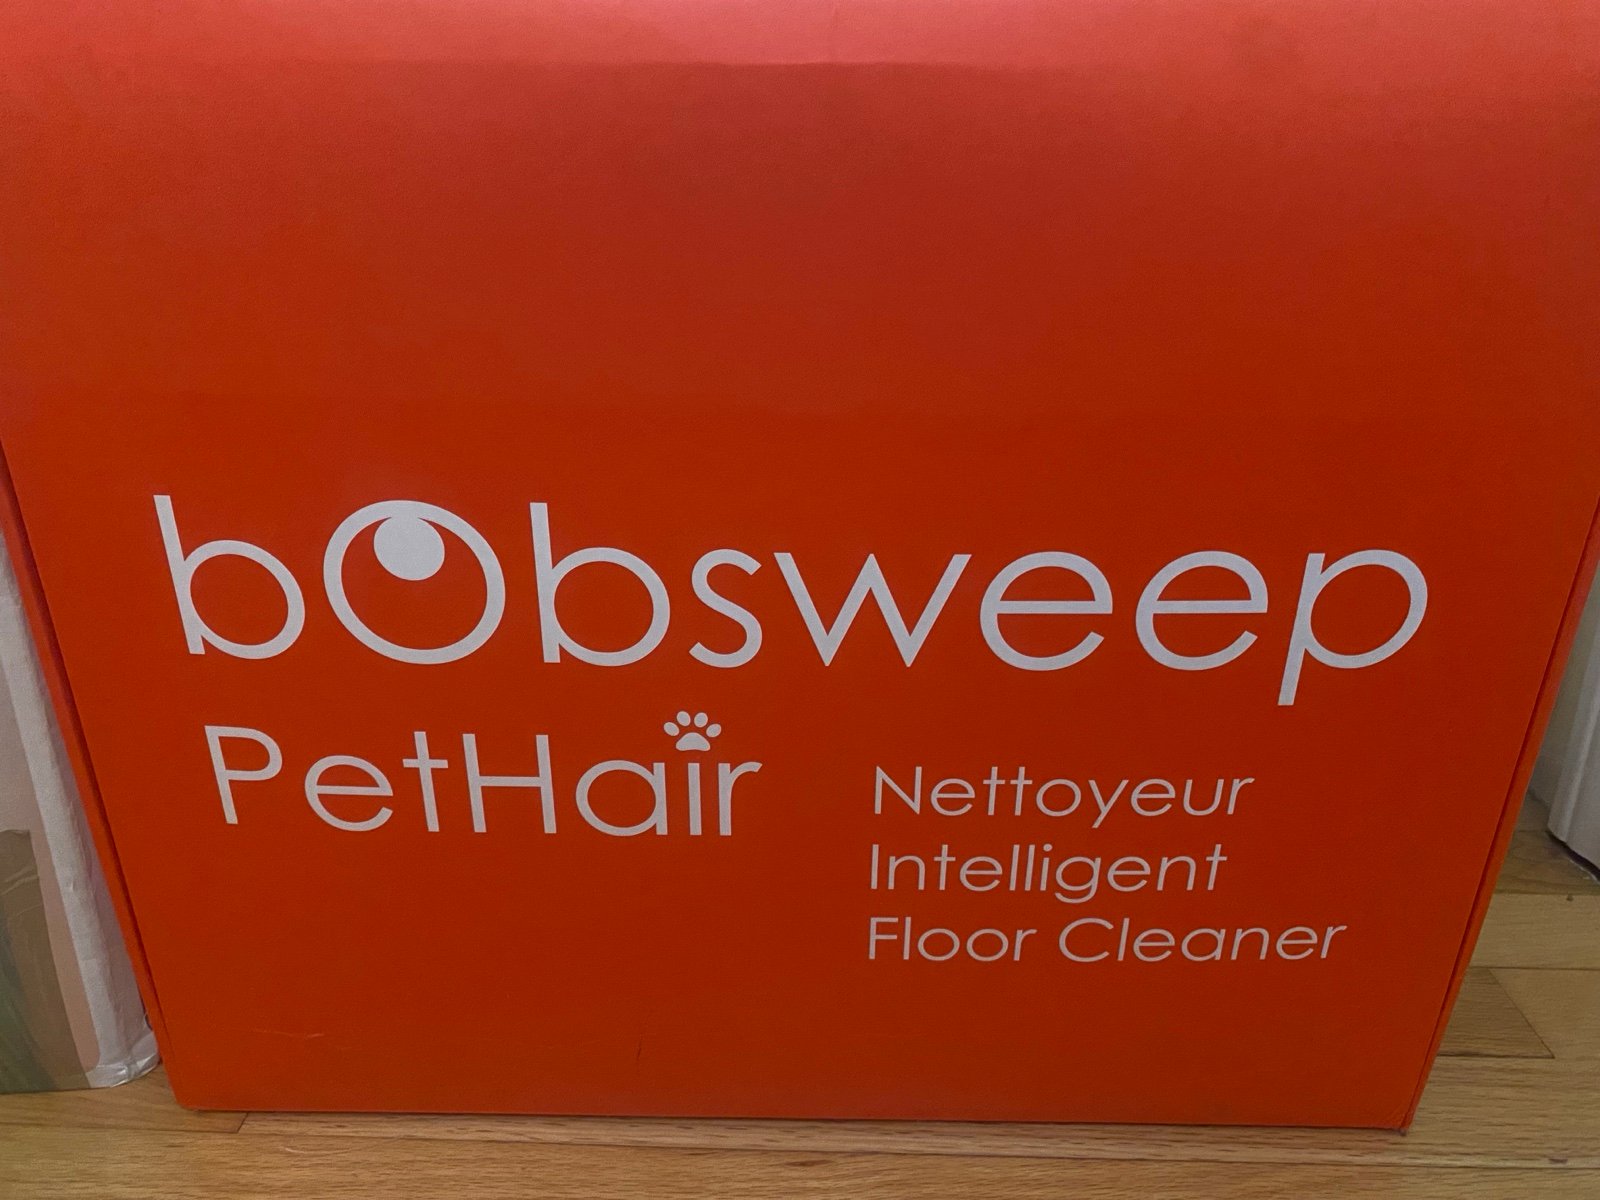 bObsweep
PetHair
Nettoyeur
Intelligent
Floor Cleaner